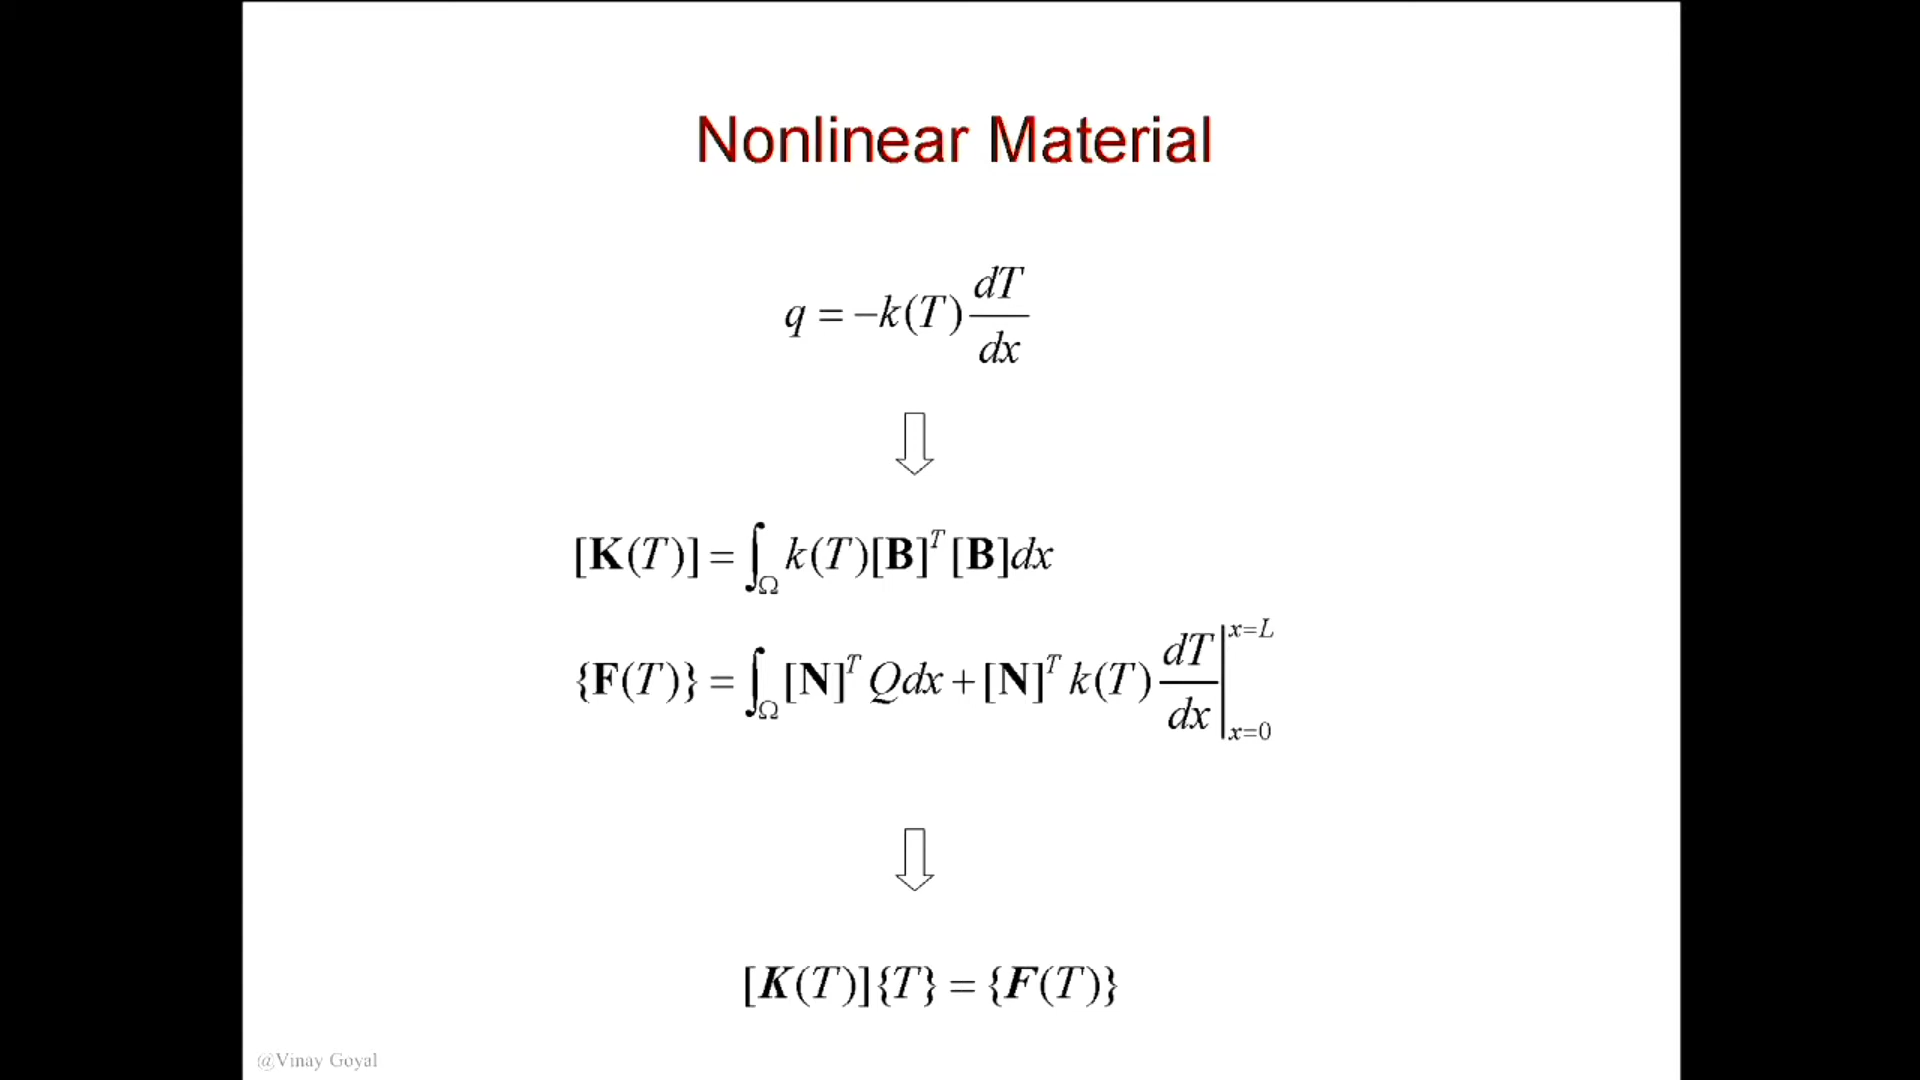 Nonlinear Material
q = −k(T) dT/dx
[K(T)] = ∫_Ω k(T)[B]^T [B]dx
{F(T)} = ∫_Ω [N]^T Qdx + [N]^T k(T) dT/dx |_{x=0}^{x=L}
[K(T)]{T} = {F(T)}
@Vinay Goyal